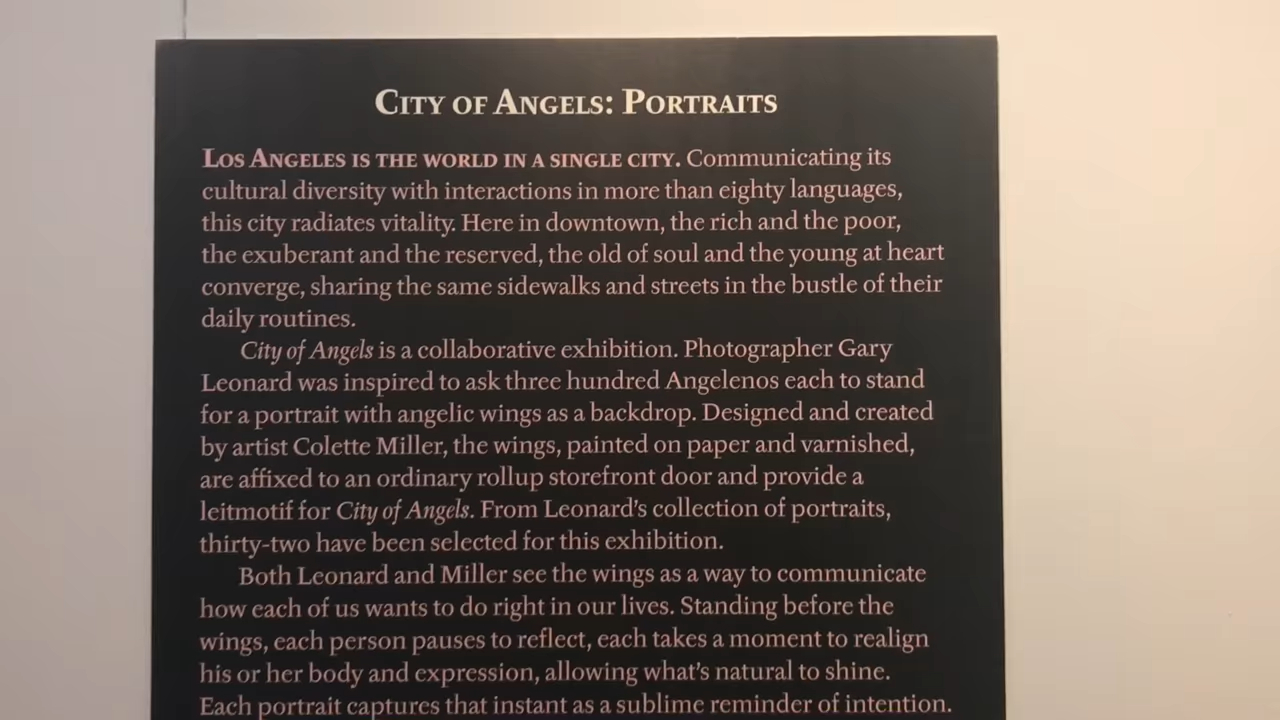 City of Angels: Portraits
Los Angeles is the world in a single city. Communicating its
cultural diversity with interactions in more than eighty languages,
this city radiates vitality. Here in downtown, the rich and the poor,
the exuberant and the reserved, the old of soul and the young at heart
converge, sharing the same sidewalks and streets in the bustle of their
daily routines.
City of Angels is a collaborative exhibition. Photographer Gary
Leonard was inspired to ask three hundred Angelenos each to stand
for a portrait with angelic wings as a backdrop. Designed and created
by artist Colette Miller, the wings, painted on paper and varnished,
are affixed to an ordinary rollup storefront door and provide a
leitmotif for City of Angels. From Leonard's collection of portraits,
thirty-two have been selected for this exhibition.
Both Leonard and Miller see the wings as a way to communicate
how each of us wants to do right in our lives. Standing before the
wings, each person pauses to reflect, each takes a moment to realign
his or her body and expression, allowing what's natural to shine.
Each portrait captures that instant as a sublime reminder of intention.